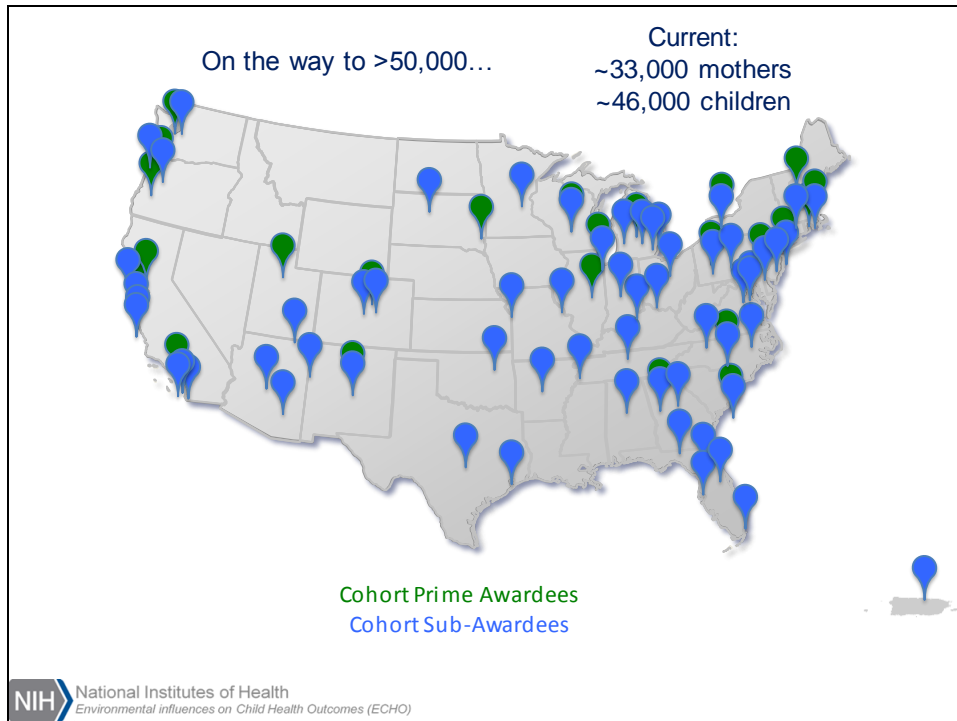 On the way to >50,000…
Current:
~33,000 mothers
~46,000 children
Cohort Prime Awardees
Cohort Sub-Awardees
NIH
National Institutes of Health
Environmental influences on Child Health Outcomes (ECHO)